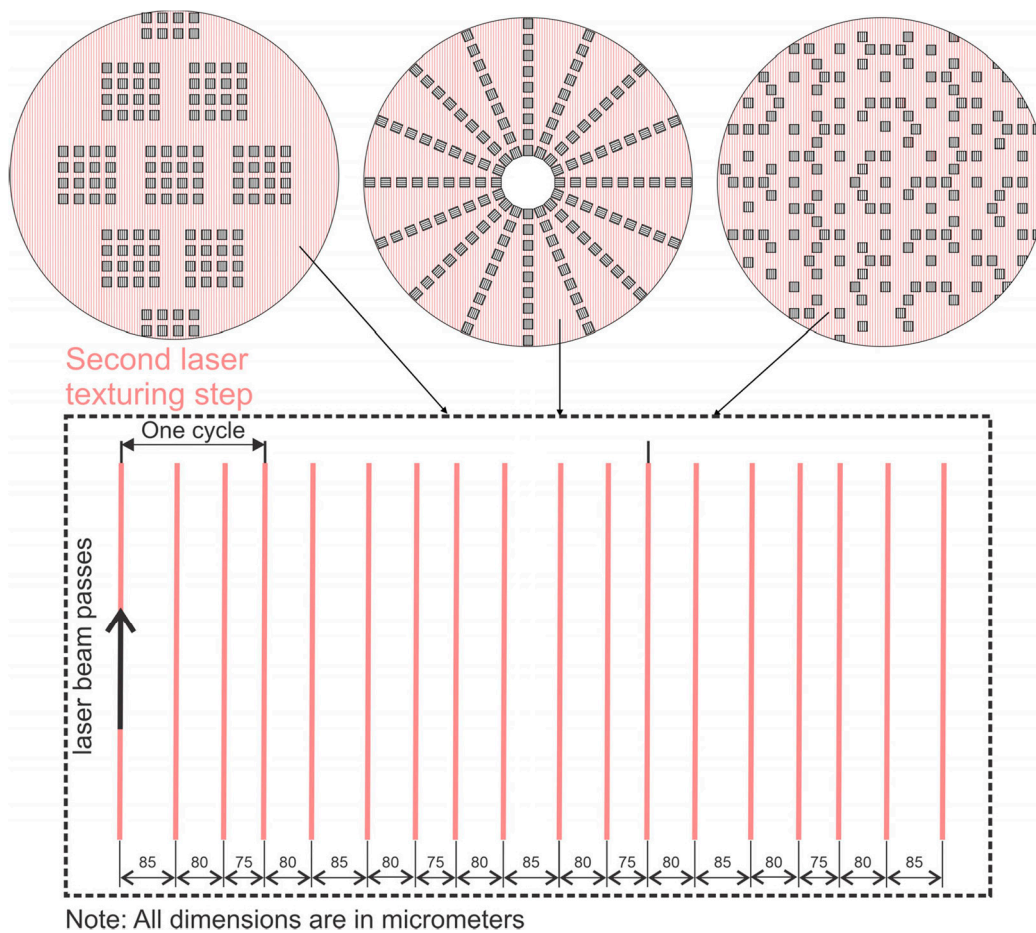 Second laser
texturing step
One cycle
laser beam passes
85 80 75 80 85 80 75 80 85 80 75 80 85 80 75 80 85
Note: All dimensions are in micrometers